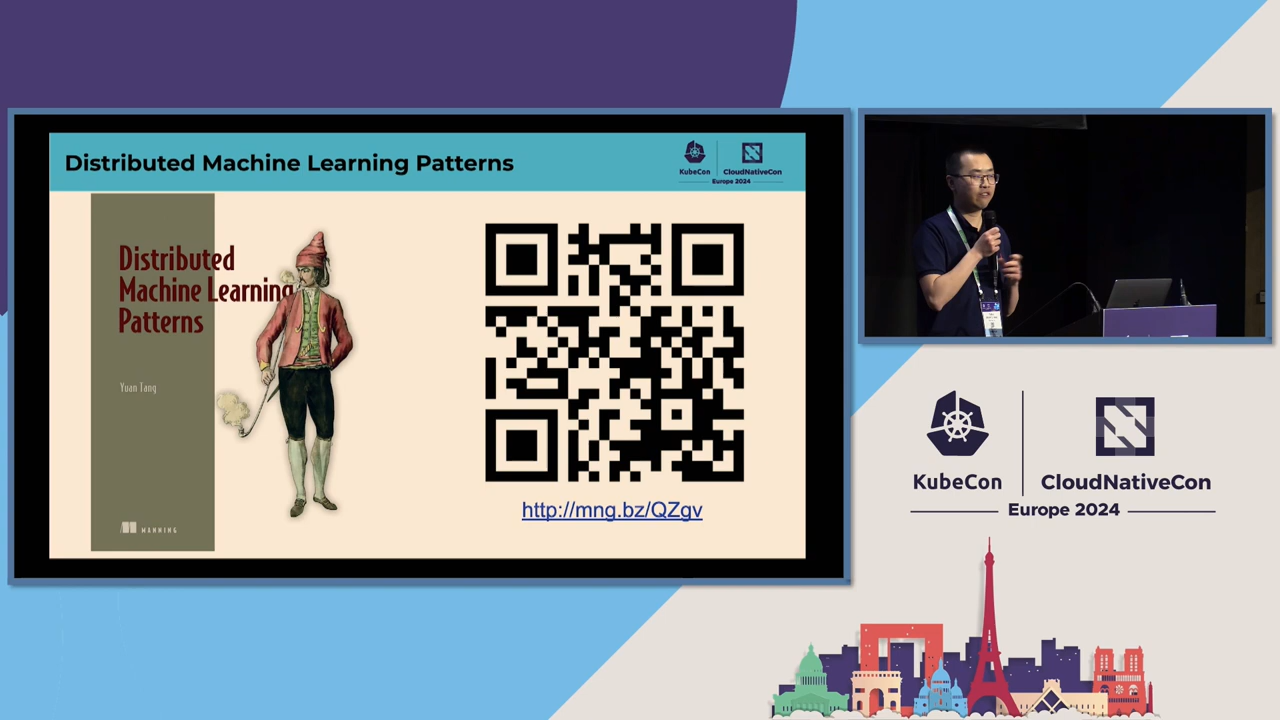 Distributed Machine Learning Patterns
KubeCon
CloudNativeCon
Europe 2024
Distributed
Machine Learning
Patterns
Yuan Tang
MANNING
http://mng.bz/QZgv
KubeCon
CloudNativeCon
Europe 2024